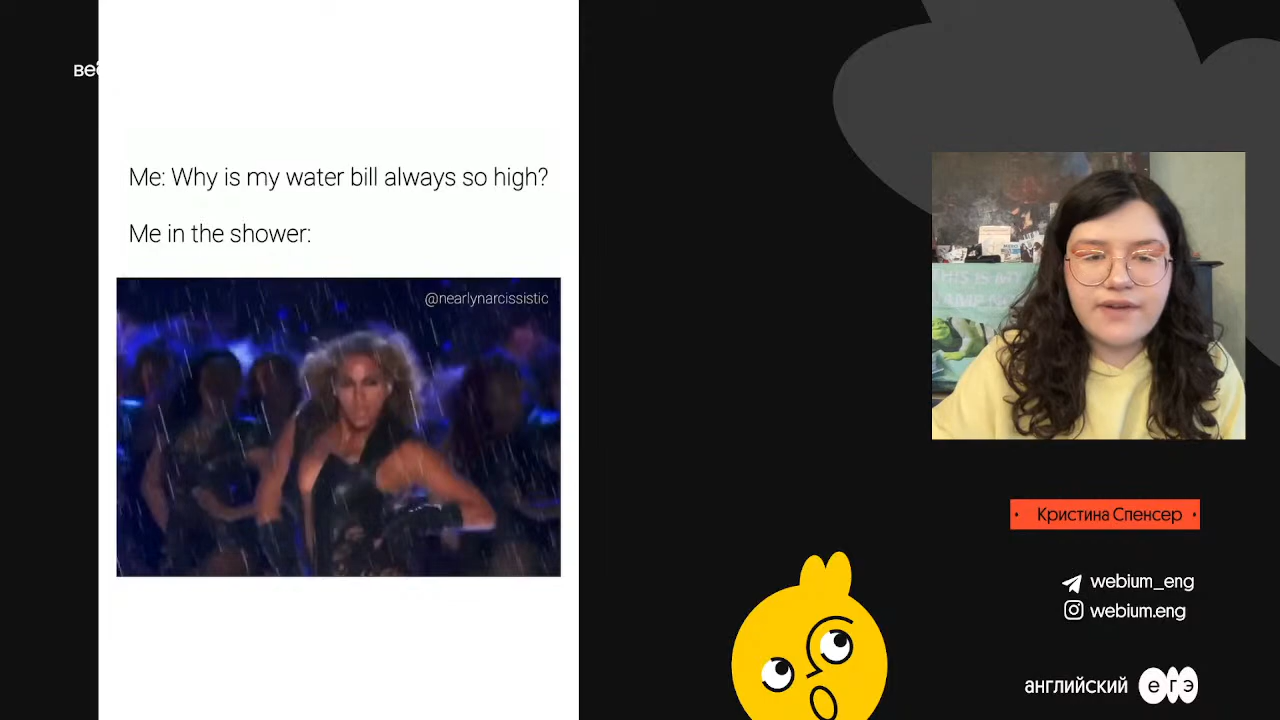 Me: Why is my water bill always so high?
Me in the shower:
@nearlynarcissistic
Кристина Спенсер
webium_eng
webium.eng
английский егэ